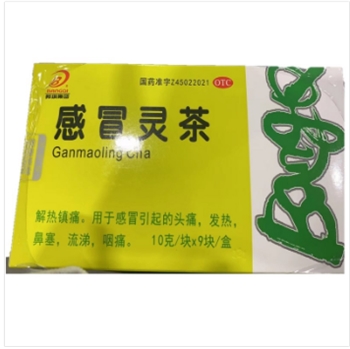 国药准字Z45022021 OTC
感冒灵茶
Ganmaoling Cha
解热镇痛。用于感冒引起的头痛，发热，
鼻塞，流涕，咽痛。 10克/块x9块/盒